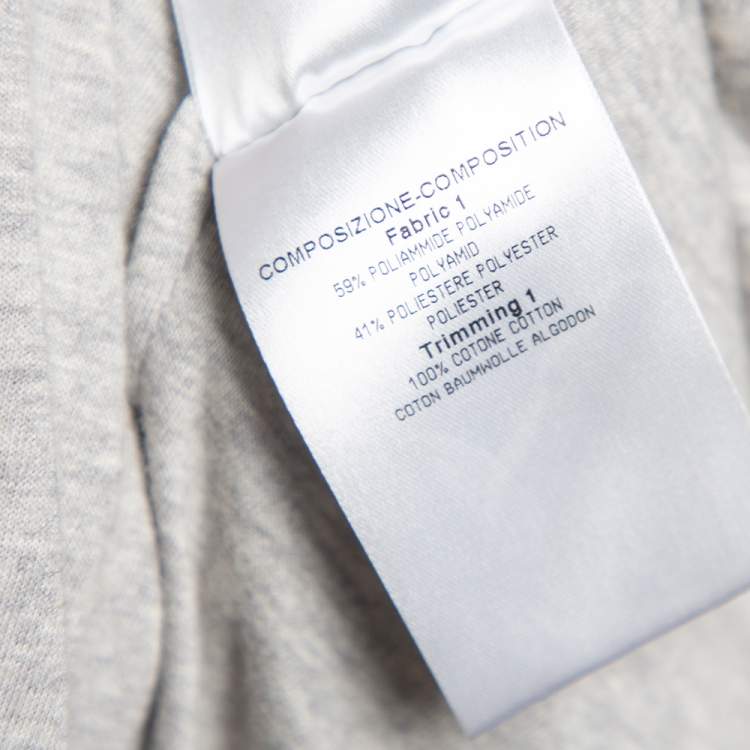 COMPOSIZIONE-COMPOSITION
Fabric 1
59% POLIAMMIDE POLYAMIDE
POLYAMID
41% POLIESTERE POLYESTER
POLIESTER
Trimming 1
100% COTONE COTTON
COTON BAUMWOLLE ALGODON